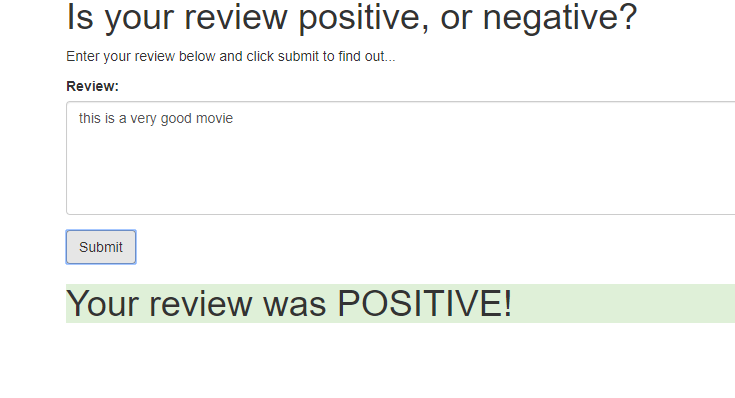 Is your review positive, or negative?
Enter your review below and click submit to find out...
Review:
this is a very good movie
Submit
Your review was POSITIVE!